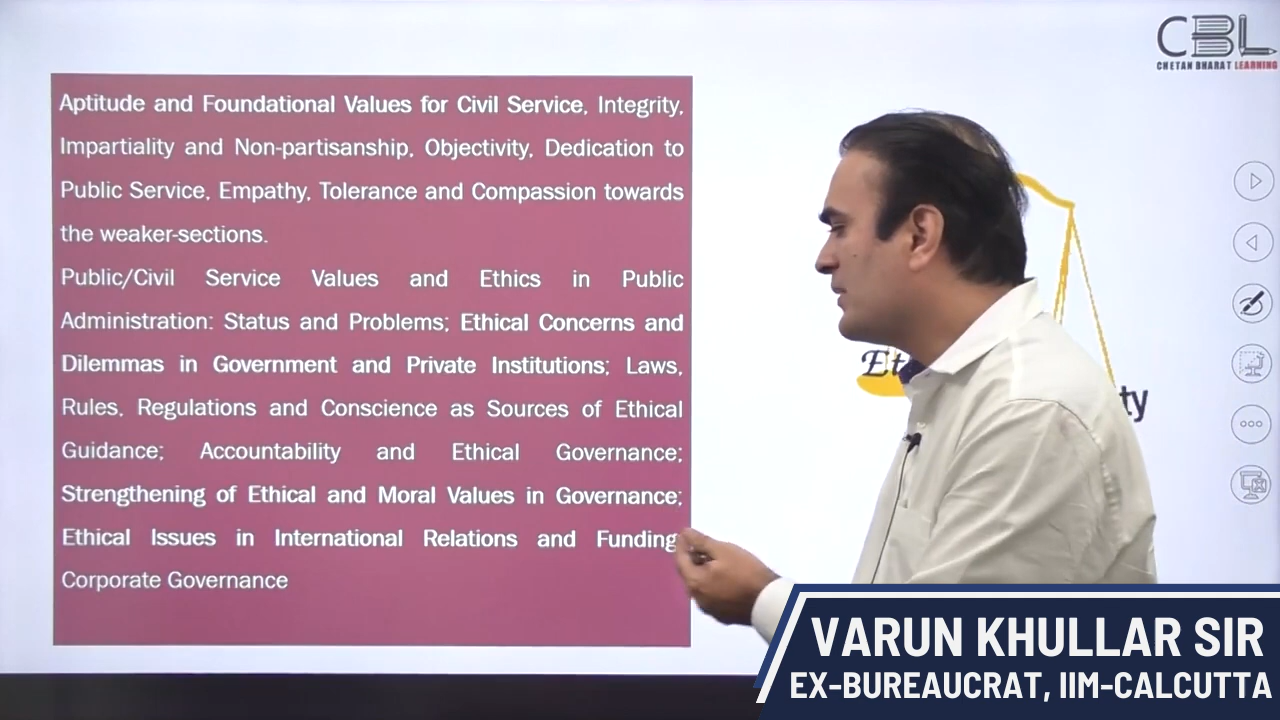 CBL
CHETAN BHARAT LEARNING
Aptitude and Foundational Values for Civil Service, Integrity,
Impartiality and Non-partisanship, Objectivity, Dedication to
Public Service, Empathy, Tolerance and Compassion towards
the weaker-sections.
Public/Civil Service Values and Ethics in Public
Administration: Status and Problems; Ethical Concerns and
Dilemmas in Government and Private Institutions; Laws,
Rules, Regulations and Conscience as Sources of Ethical
Guidance; Accountability and Ethical Governance;
Strengthening of Ethical and Moral Values in Governance;
Ethical Issues in International Relations and Funding
Corporate Governance
VARUN KHULLAR SIR
EX-BUREAUCRAT, IIM-CALCUTTA